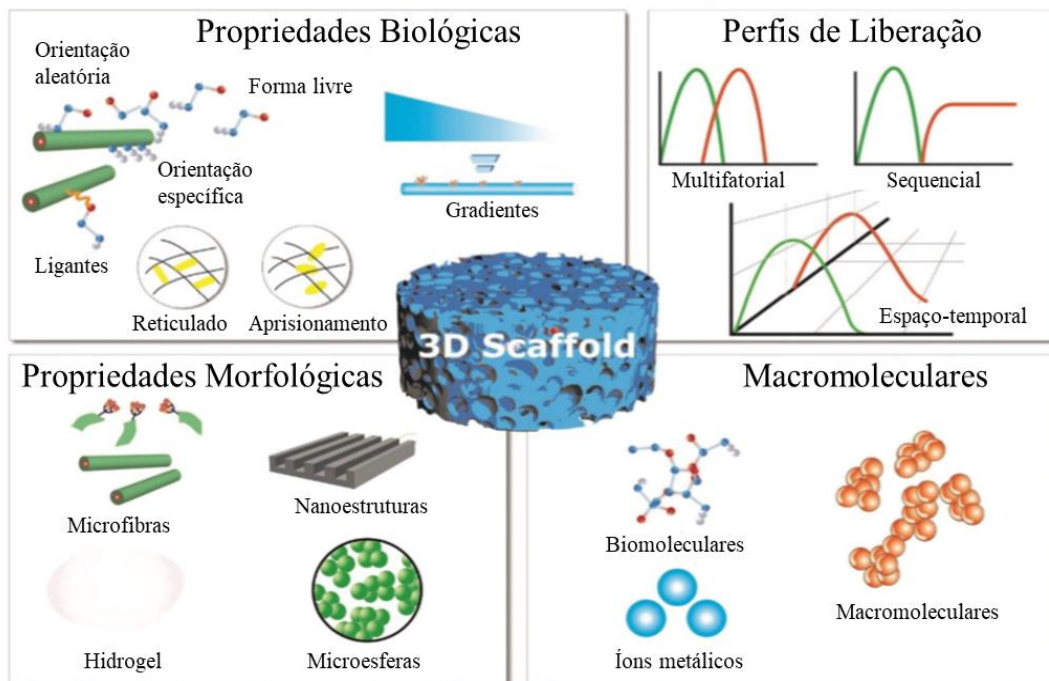 Propriedades Biológicas
Orientação
aleatória
Forma livre
Orientação
específica
Gradientes
Ligantes
Reticulado
Aprisionamento
Perfis de Liberação
Multifatorial
Sequencial
Espaço-temporal
3D Scaffold
Propriedades Morfológicas
Microfibras
Nanoestruturas
Hidrogel
Microesferas
Macromoleculares
Biomoleculares
Íons metálicos
Macromoleculares